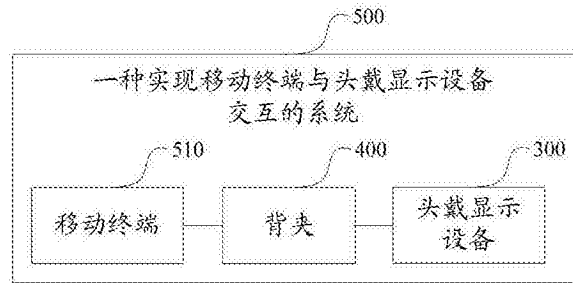 500
一种实现移动终端与头戴显示设备
交互的系统
510
400
300
移动终端
背夹
头戴显示
设备